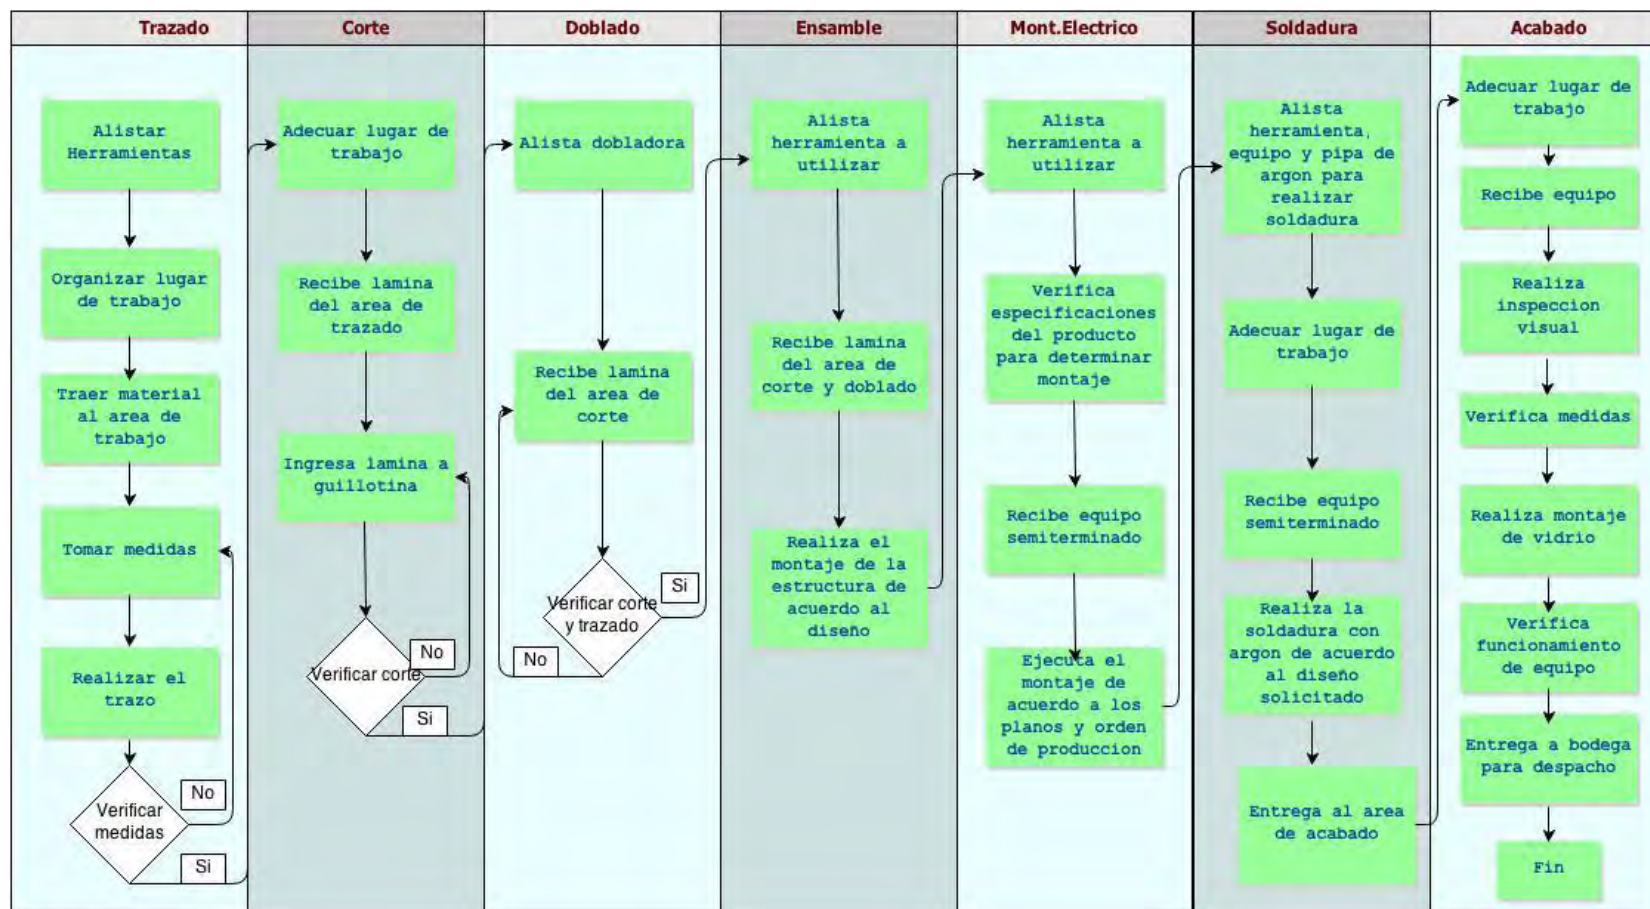 Trazado
Corte
Doblado
Ensamble
Mont.Electrico
Soldadura
Acabado
Alistar
Herramientas
Organizar lugar
de trabajo
Traer material
al area de
trabajo
Tomar medidas
Realizar el
trazo
Verificar
medidas
No
Si
Adecuar lugar de
trabajo
Recibe lamina
del area de
trazado
Ingresa lamina a
guillotina
Verificar corte
No
Si
Alista dobladora
Recibe lamina
del area de
corte
Verificar corte
y trazado
No
Si
Alista
herramienta a
utilizar
Recibe lamina
del area de
corte y doblado
Realiza el
montaje de la
estructura de
acuerdo al
diseño
Alista
herramienta a
utilizar
Verifica
especificaciones
del producto
para determinar
montaje
Recibe equipo
semiterminado
Ejecuta el
montaje de
acuerdo a los
planos y orden
de produccion
Alista
herramienta,
equipo y pipa de
argon para
realizar
soldadura
Adecuar lugar de
trabajo
Recibe equipo
semiterminado
Realiza la
soldadura con
argon de acuerdo
al diseño
solicitado
Entrega al area
de acabado
Adecuar lugar de
trabajo
Recibe equipo
Realiza
inspeccion
visual
Verifica medidas
Realiza montaje
de vidrio
Verifica
funcionamiento
de equipo
Entrega a bodega
para despacho
Fin